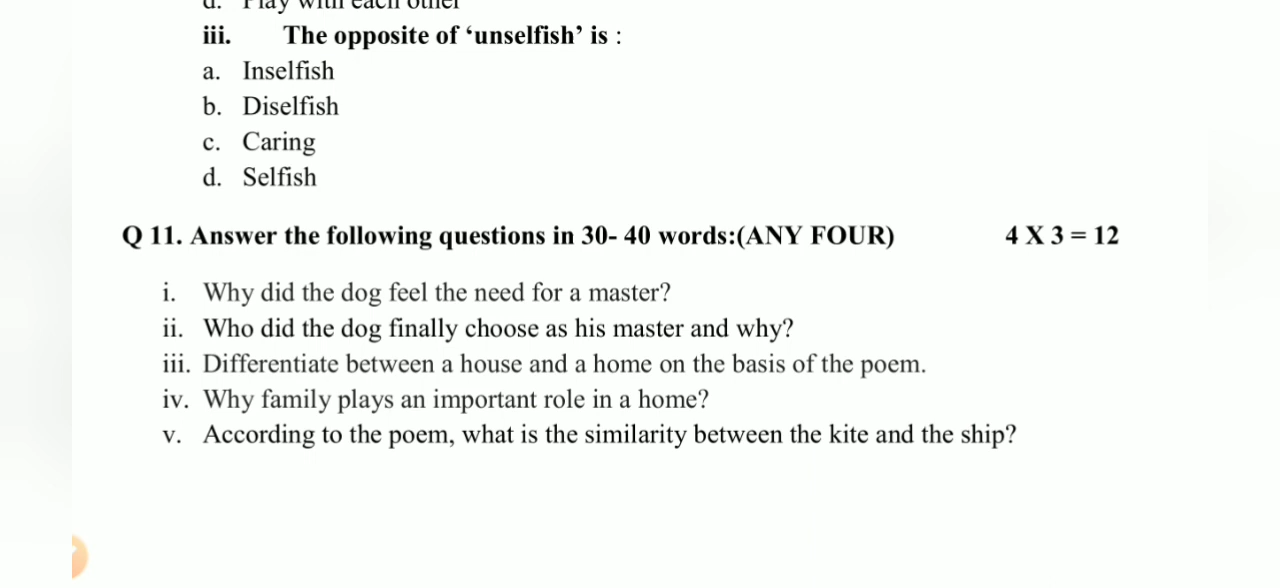 d. Play with each other
iii. The opposite of ‘unselfish’ is :
a. Inselfish
b. Diselfish
c. Caring
d. Selfish
Q 11. Answer the following questions in 30- 40 words:(ANY FOUR) 4 X 3 = 12
i. Why did the dog feel the need for a master?
ii. Who did the dog finally choose as his master and why?
iii. Differentiate between a house and a home on the basis of the poem.
iv. Why family plays an important role in a home?
v. According to the poem, what is the similarity between the kite and the ship?